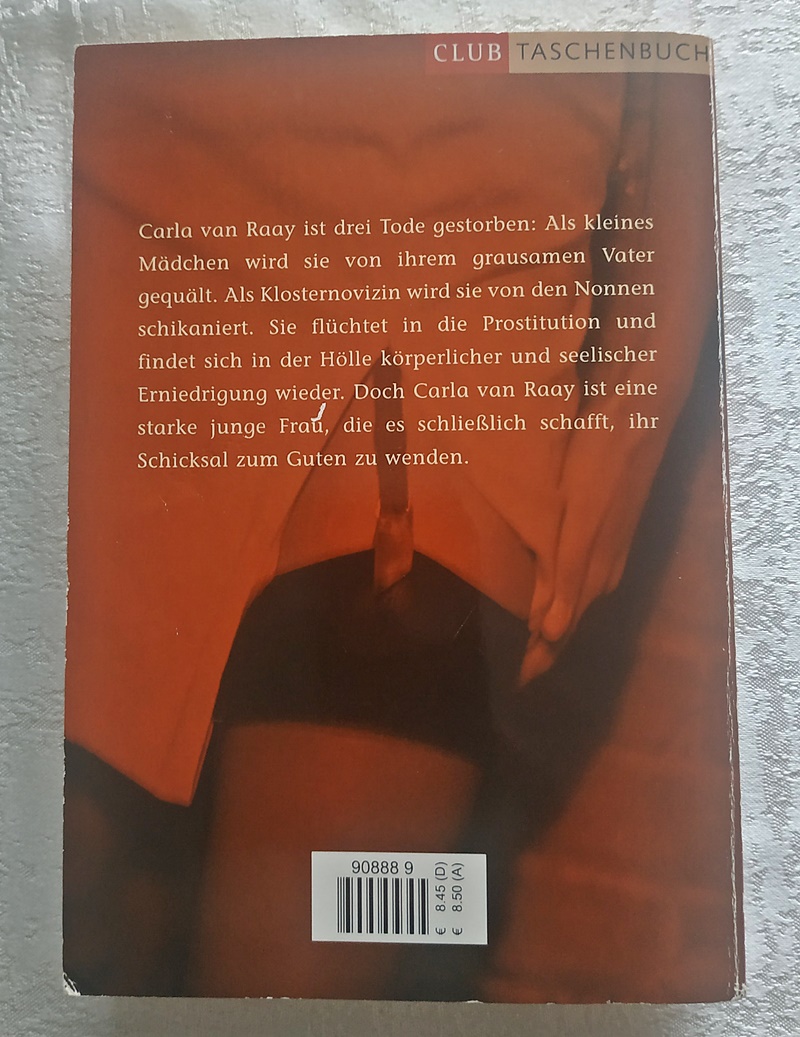 CLUB TASCHENBUCH
Carla van Raay ist drei Tode gestorben: Als kleines
Mädchen wird sie von ihrem grausamen Vater
gequält. Als Klosternovizin wird sie von den Nonnen
schikaniert. Sie flüchtet in die Prostitution und
findet sich in der Hölle körperlicher und seelischer
Erniedrigung wieder. Doch Carla van Raay ist eine
starke junge Frau, die es schließlich schafft, ihr
Schicksal zum Guten zu wenden.
90888 9
€ 8.45 (D)
€ 8.50 (A)